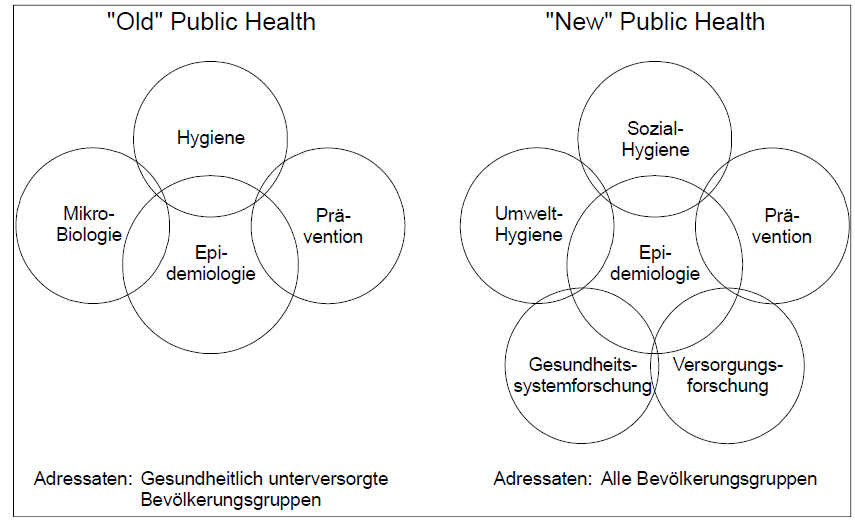 "Old" Public Health
Hygiene
Mikro-
Biologie
Prä-
vention
Epi-
demiologie
Adressaten: Gesundheitlich unterversorgte
Bevölkerungsgruppen
"New" Public Health
Sozial-
Hygiene
Umwelt-
Hygiene
Prä-
vention
Epi-
demiologie
Gesundheits-
systemforschung
Versorgungs-
forschung
Adressaten: Alle Bevölkerungsgruppen